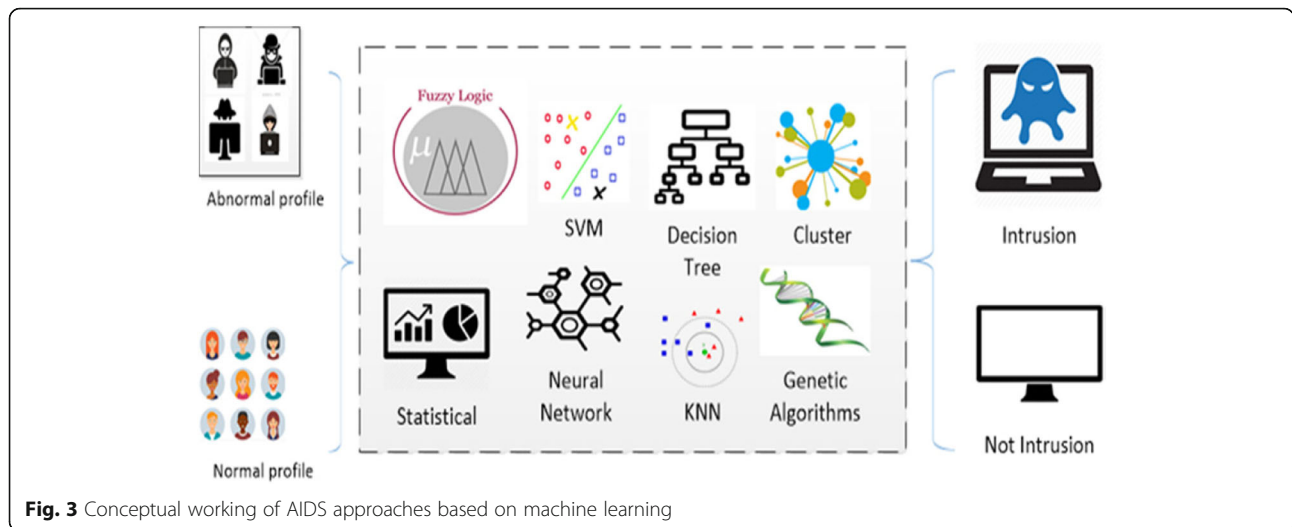 Abnormal profile
Normal profile
Fuzzy Logic
μ
SVM
Decision
Tree
Cluster
Statistical
Neural
Network
KNN
Genetic
Algorithms
Intrusion
Not Intrusion
Fig. 3 Conceptual working of AIDS approaches based on machine learning